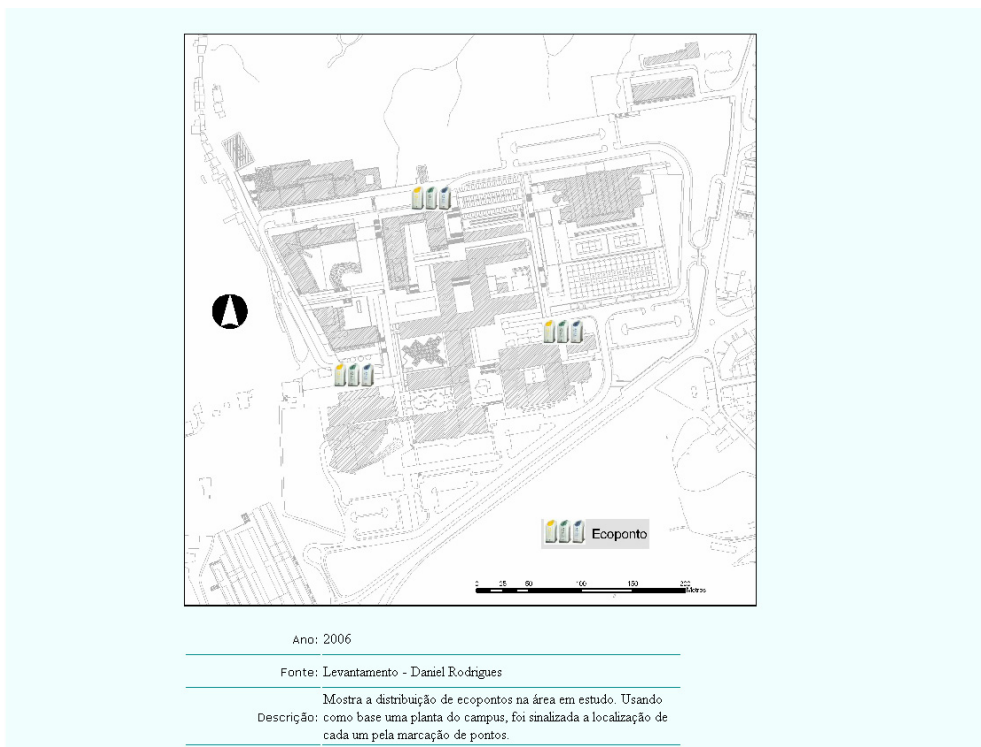 Ecoponto
0 25 50 100 150 200
Metros
Ano: 2006
Fonte: Levantamento - Daniel Rodrigues
Mostra a distribuição de ecopontos na área em estudo. Usando
Descrição: como base uma planta do campus, foi sinalizada a localização de
cada um pela marcação de pontos.